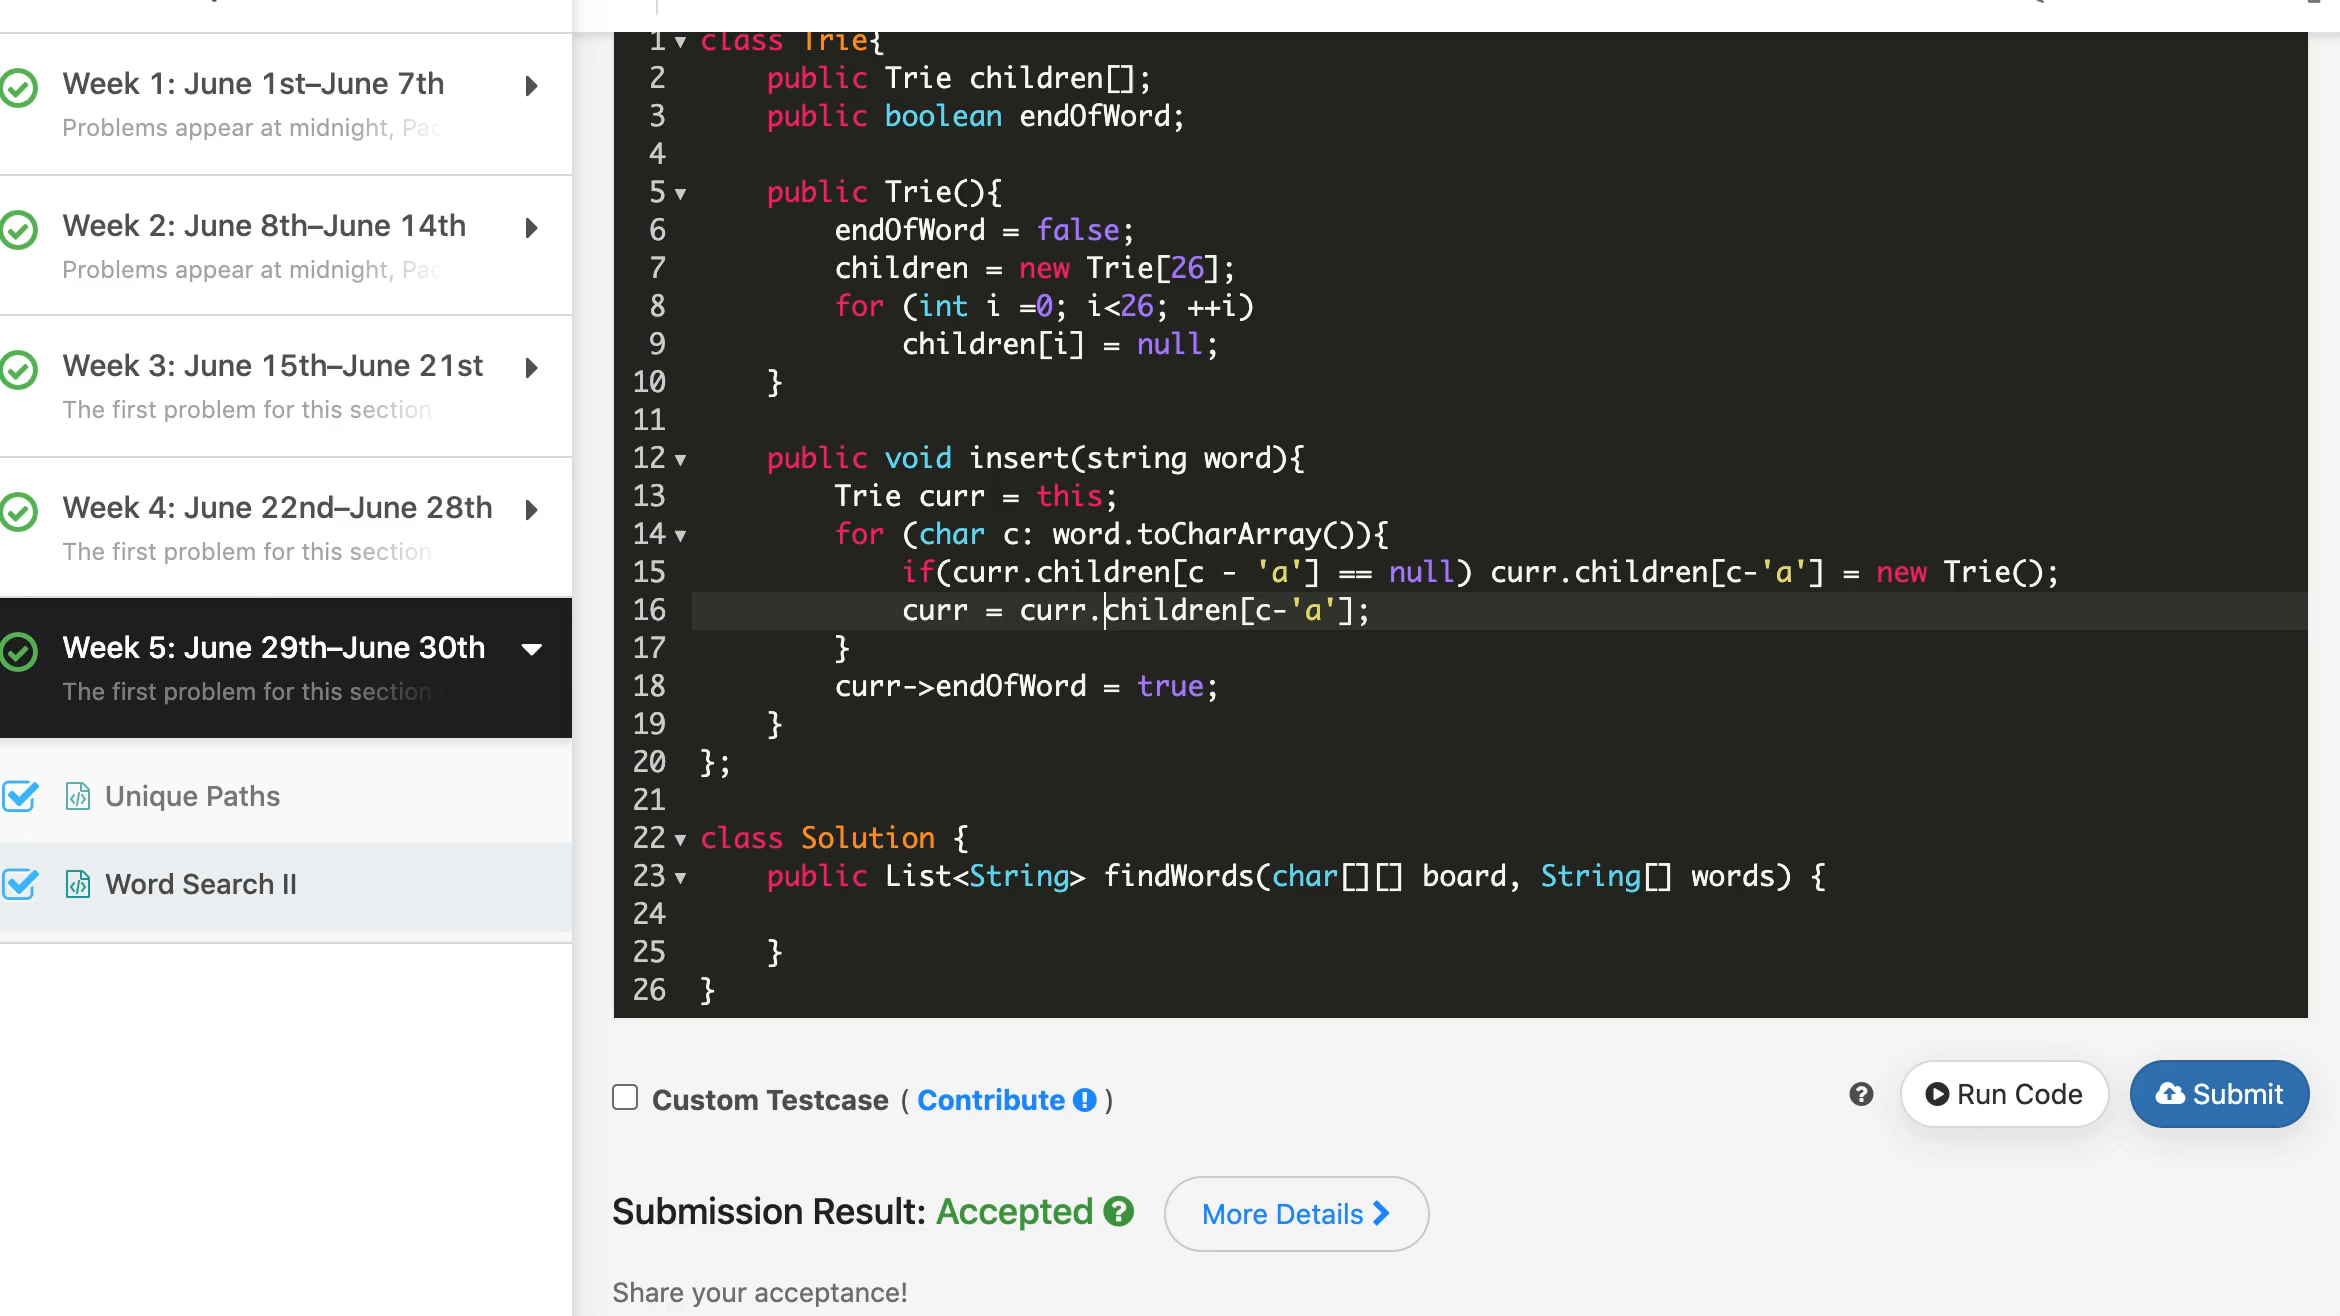 Week 1: June 1st–June 7th
Problems appear at midnight, Pac
Week 2: June 8th–June 14th
Problems appear at midnight, Pac
Week 3: June 15th–June 21st
The first problem for this section
Week 4: June 22nd–June 28th
The first problem for this section
Week 5: June 29th–June 30th
The first problem for this section
Unique Paths
Word Search II
1 class Trie{
2 public Trie children[];
3 public boolean endOfWord;
4
5 public Trie(){
6 endOfWord = false;
7 children = new Trie[26];
8 for (int i =0; i<26; ++i)
9 children[i] = null;
10 }
11
12 public void insert(string word){
13 Trie curr = this;
14 for (char c: word.toCharArray()){
15 if(curr.children[c - 'a'] == null) curr.children[c-'a'] = new Trie();
16 curr = curr.children[c-'a'];
17 }
18 curr->endOfWord = true;
19 }
20 };
21
22 class Solution {
23 public List<String> findWords(char[][] board, String[] words) {
24
25 }
26 }
Custom Testcase ( Contribute )
Run Code
Submit
Submission Result: Accepted
More Details
Share your acceptance!